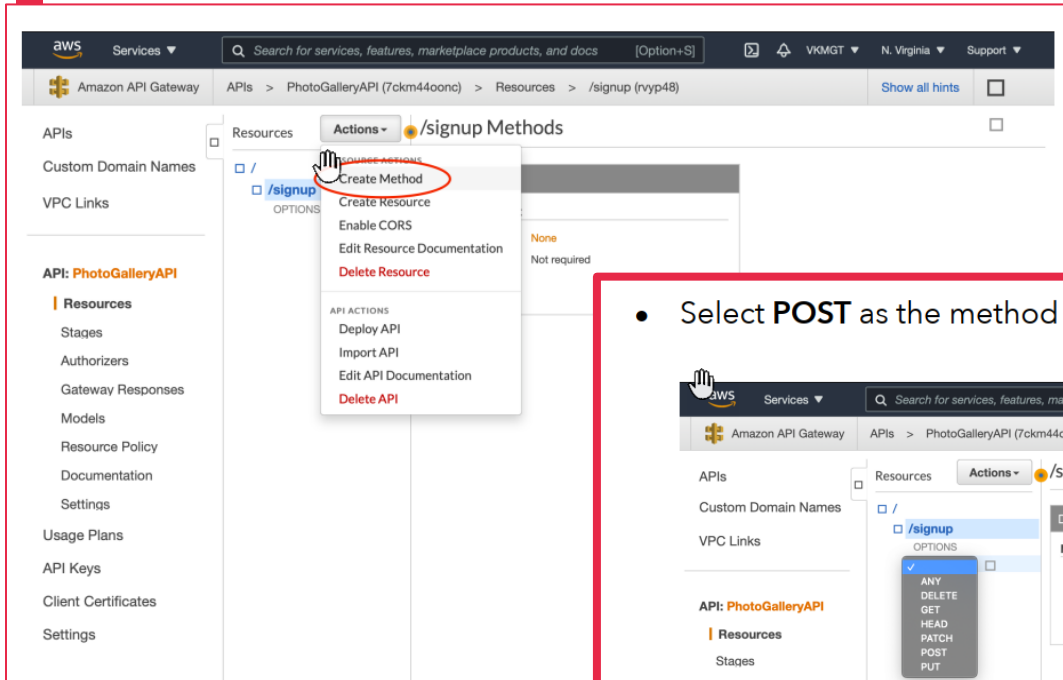 aws Services ▼ Search for services, features, marketplace products, and docs [Option+S] VKMGT ▼ N. Virginia ▼ Support ▼
Amazon API Gateway APIs > PhotoGalleryAPI (7ckm44oonc) > Resources > /signup (rvyp48) Show all hints
APIs
Custom Domain Names
VPC Links
API: PhotoGalleryAPI
Resources
Stages
Authorizers
Gateway Responses
Models
Resource Policy
Documentation
Settings
Usage Plans
API Keys
Client Certificates
Settings
Resources Actions /signup Methods
/
/signup
OPTIONS
ACTIONS
Create Method
Create Resource
Enable CORS
Edit Resource Documentation
Delete Resource
API ACTIONS
Deploy API
Import API
Edit API Documentation
Delete API
None
Not required
• Select POST as the method
aws Services ▼ Search for services, features,
Amazon API Gateway APIs > PhotoGalleryAPI
APIs
Custom Domain Names
VPC Links
API: PhotoGalleryAPI
Resources
Stages
Resources Actions
/
/signup
OPTIONS
✓
ANY
DELETE
GET
HEAD
PATCH
POST
PUT